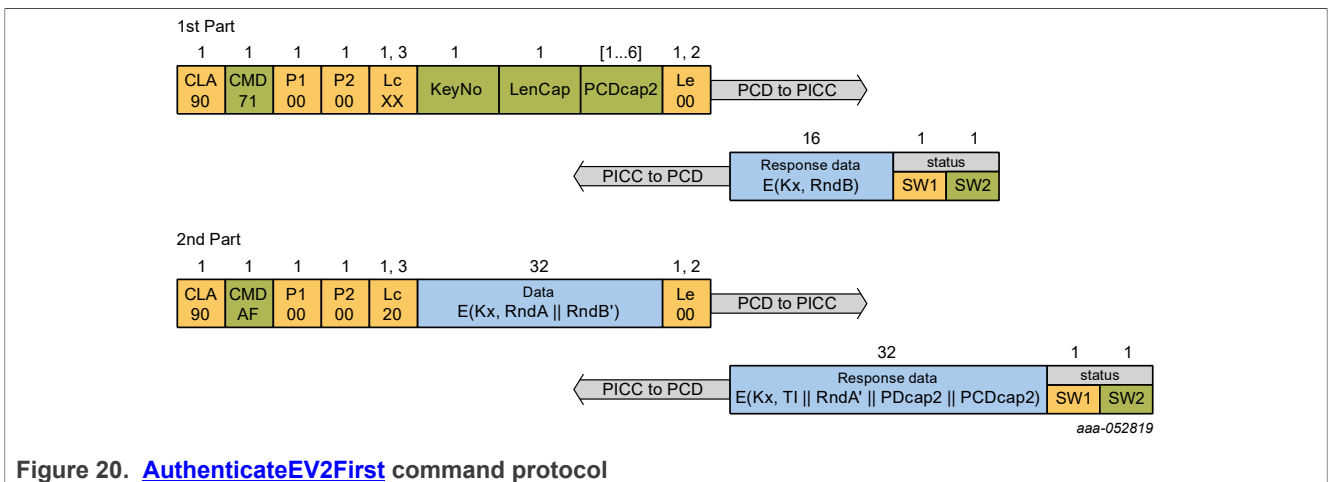 1st Part
1 1 1 1 1, 3 1 1 [1...6] 1, 2
CLA CMD P1 P2 Lc KeyNo LenCap PCDcap2 Le
90 71 00 00 XX 00
PCD to PICC
16 1 1
PICC to PCD
Response data status
E(Kx, RndB) SW1 SW2
2nd Part
1 1 1 1 1, 3 32 1, 2
CLA CMD P1 P2 Lc Data Le
90 AF 00 00 20 E(Kx, RndA || RndB') 00
PCD to PICC
32 1 1
PICC to PCD
Response data status
E(Kx, TI || RndA' || PDcap2 || PCDcap2) SW1 SW2
aaa-052819
Figure 20. AuthenticateEV2First command protocol